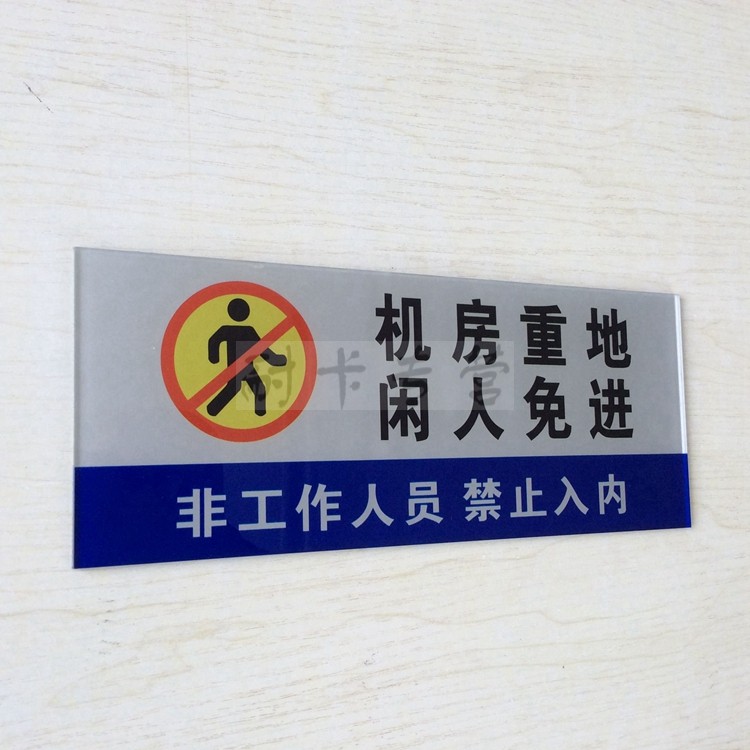 机房重地
闲人免进
非工作人员 禁止入内